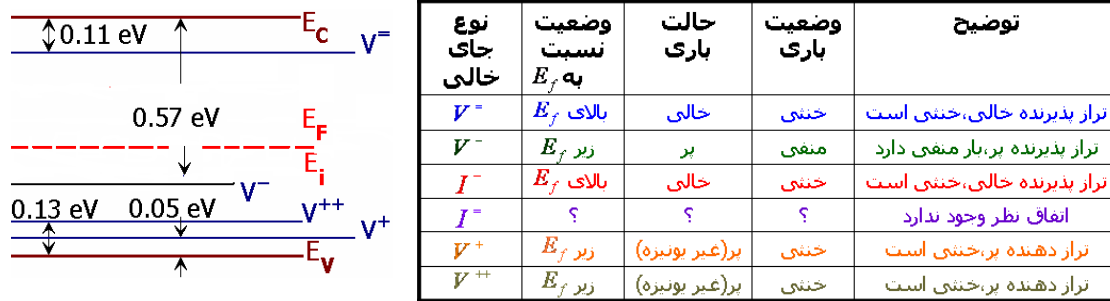 E_C
0.11 eV
V⁼
0.57 eV
E_F
E_i
V⁻
0.13 eV 0.05 eV V⁺⁺
V⁺
E_V
نوع جای خالی وضعیت نسبت به E_f حالت باری وضعیت باری توضیح
V⁼ بالای E_f خالی خنثی تراز پذیرنده خالی،خنثی است
V⁻ زیر E_f پر منفی تراز پذیرنده پر،بار منفی دارد
I⁻ بالای E_f خالی خنثی تراز پذیرنده خالی،خنثی است
I⁼ ؟ ؟ ؟ اتفاق نظر وجود ندارد
V⁺ زیر E_f پر(غیر یونیزه) خنثی تراز دهنده پر،خنثی است
V⁺⁺ زیر E_f پر(غیر یونیزه) خنثی تراز دهنده پر،خنثی است